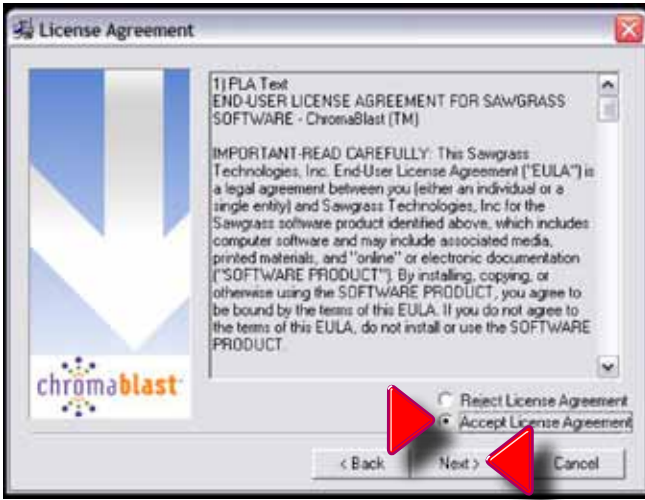 License Agreement
1) PLA Text
END-USER LICENSE AGREEMENT FOR SAWGRASS
SOFTWARE - ChromaBlast (TM)
IMPORTANT-READ CAREFULLY: This Sawgrass
Technologies, Inc. End-User License Agreement ("EULA") is
a legal agreement between you (either an individual or a
single entity) and Sawgrass Technologies, Inc for the
Sawgrass software product identified above, which includes
computer software and may include associated media,
printed materials, and "online" or electronic documentation
("SOFTWARE PRODUCT"). By installing, copying, or
otherwise using the SOFTWARE PRODUCT, you agree to
be bound by the terms of this EULA. If you do not agree to
the terms of this EULA, do not install or use the SOFTWARE
PRODUCT.
chromablast
Reject License Agreement
Accept License Agreement
< Back
Next >
Cancel